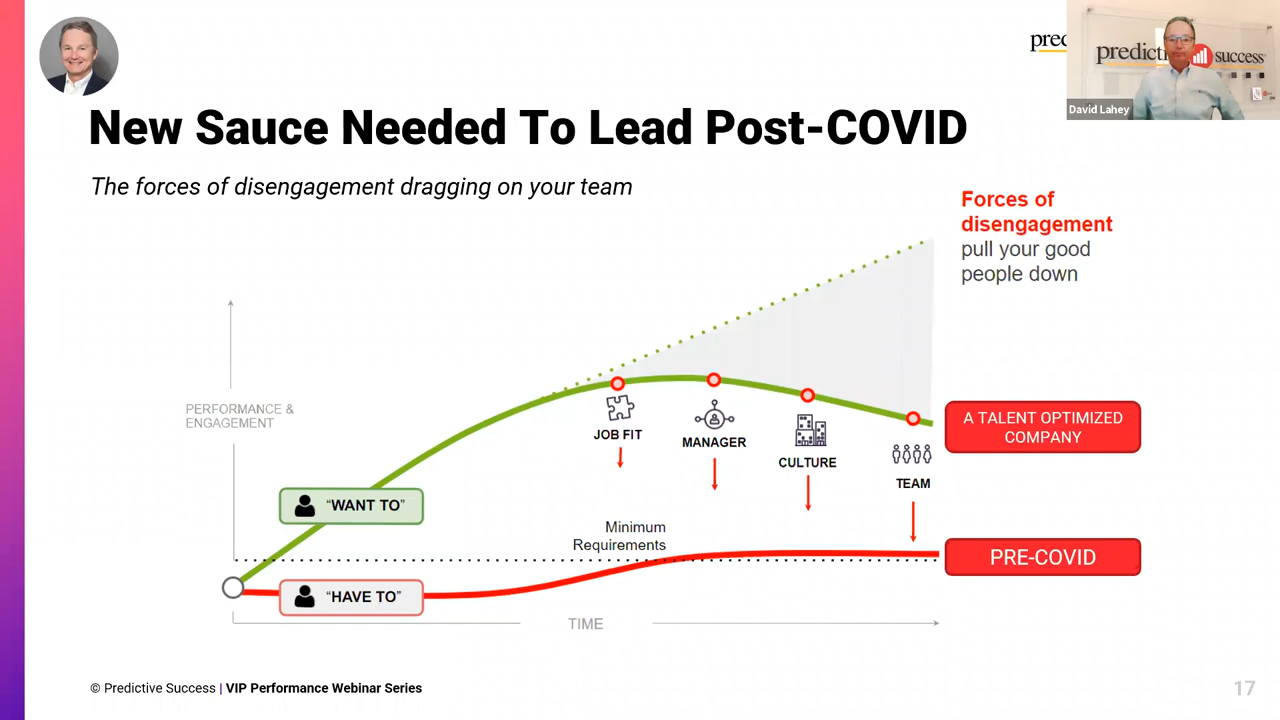 prec
predicti
success
David Lahey
New Sauce Needed To Lead Post-COVID
The forces of disengagement dragging on your team
Forces of
disengagement
pull your good
people down
PERFORMANCE &
ENGAGEMENT
JOB FIT
MANAGER
CULTURE
TEAM
A TALENT OPTIMIZED
COMPANY
“WANT TO”
Minimum
Requirements
PRE-COVID
“HAVE TO”
TIME
© Predictive Success | VIP Performance Webinar Series
17